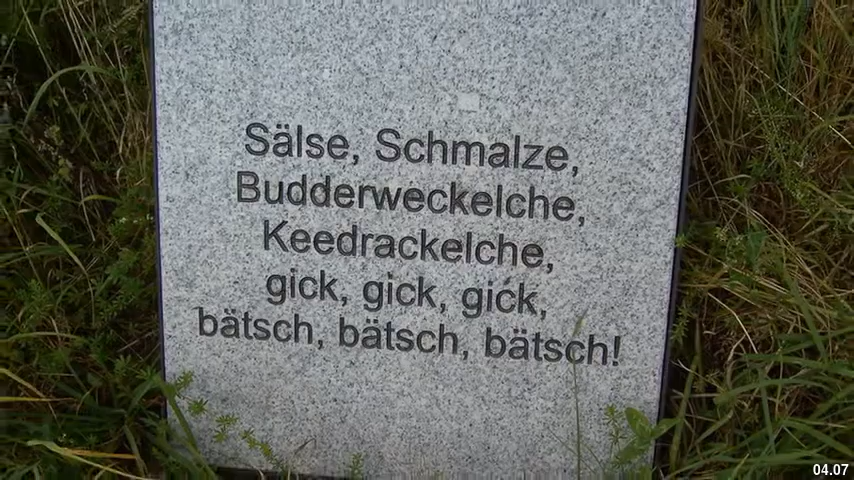 Sälse, Schmalze,
Budderweckelche,
Keedrackelche,
gick, gick, gick,
bätsch, bätsch, bätsch!
04.07